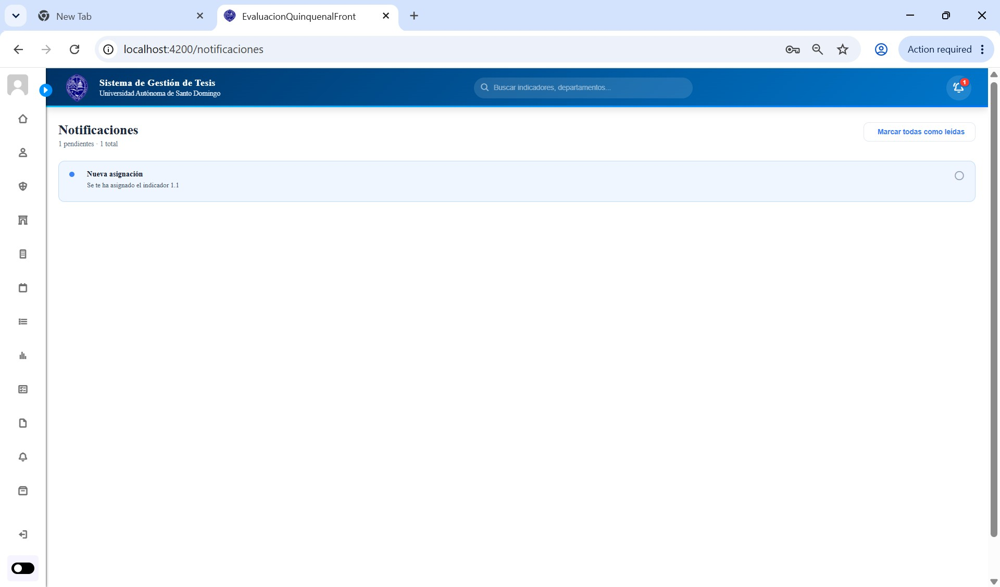 New Tab
EvaluacionQuinquenalFront
localhost:4200/notificaciones
Action required
Sistema de Gestión de Tesis
Universidad Autónoma de Santo Domingo
Buscar indicadores, departamentos...
1
Notificaciones
1 pendientes · 1 total
Marcar todas como leídas
Nueva asignación
Se te ha asignado el indicador 1.1